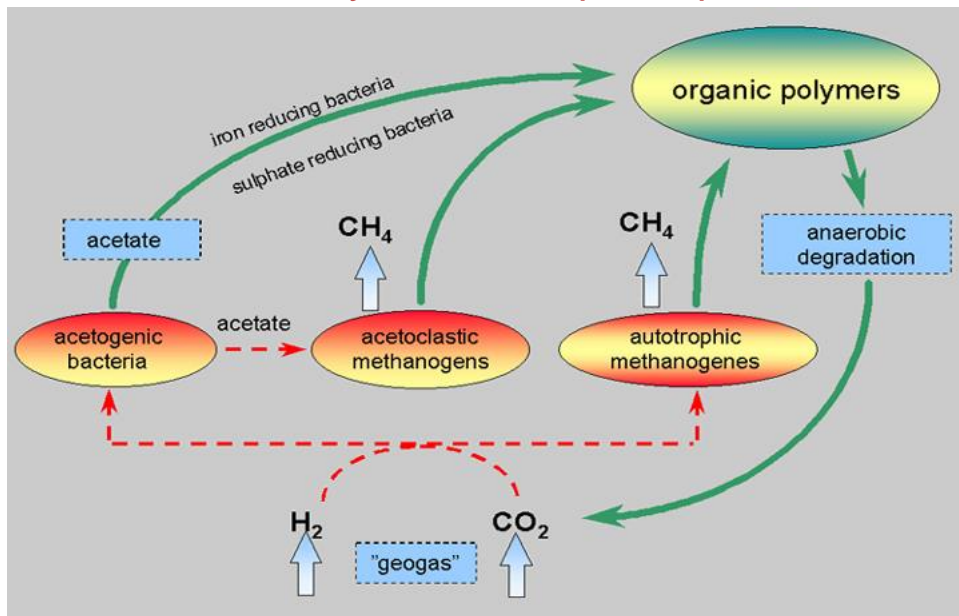 organic polymers
iron reducing bacteria
sulphate reducing bacteria
acetate
CH₄
CH₄
anaerobic
degradation
acetogenic
bacteria
acetate
acetoclastic
methanogens
autotrophic
methanogenes
H₂
CO₂
"geogas"